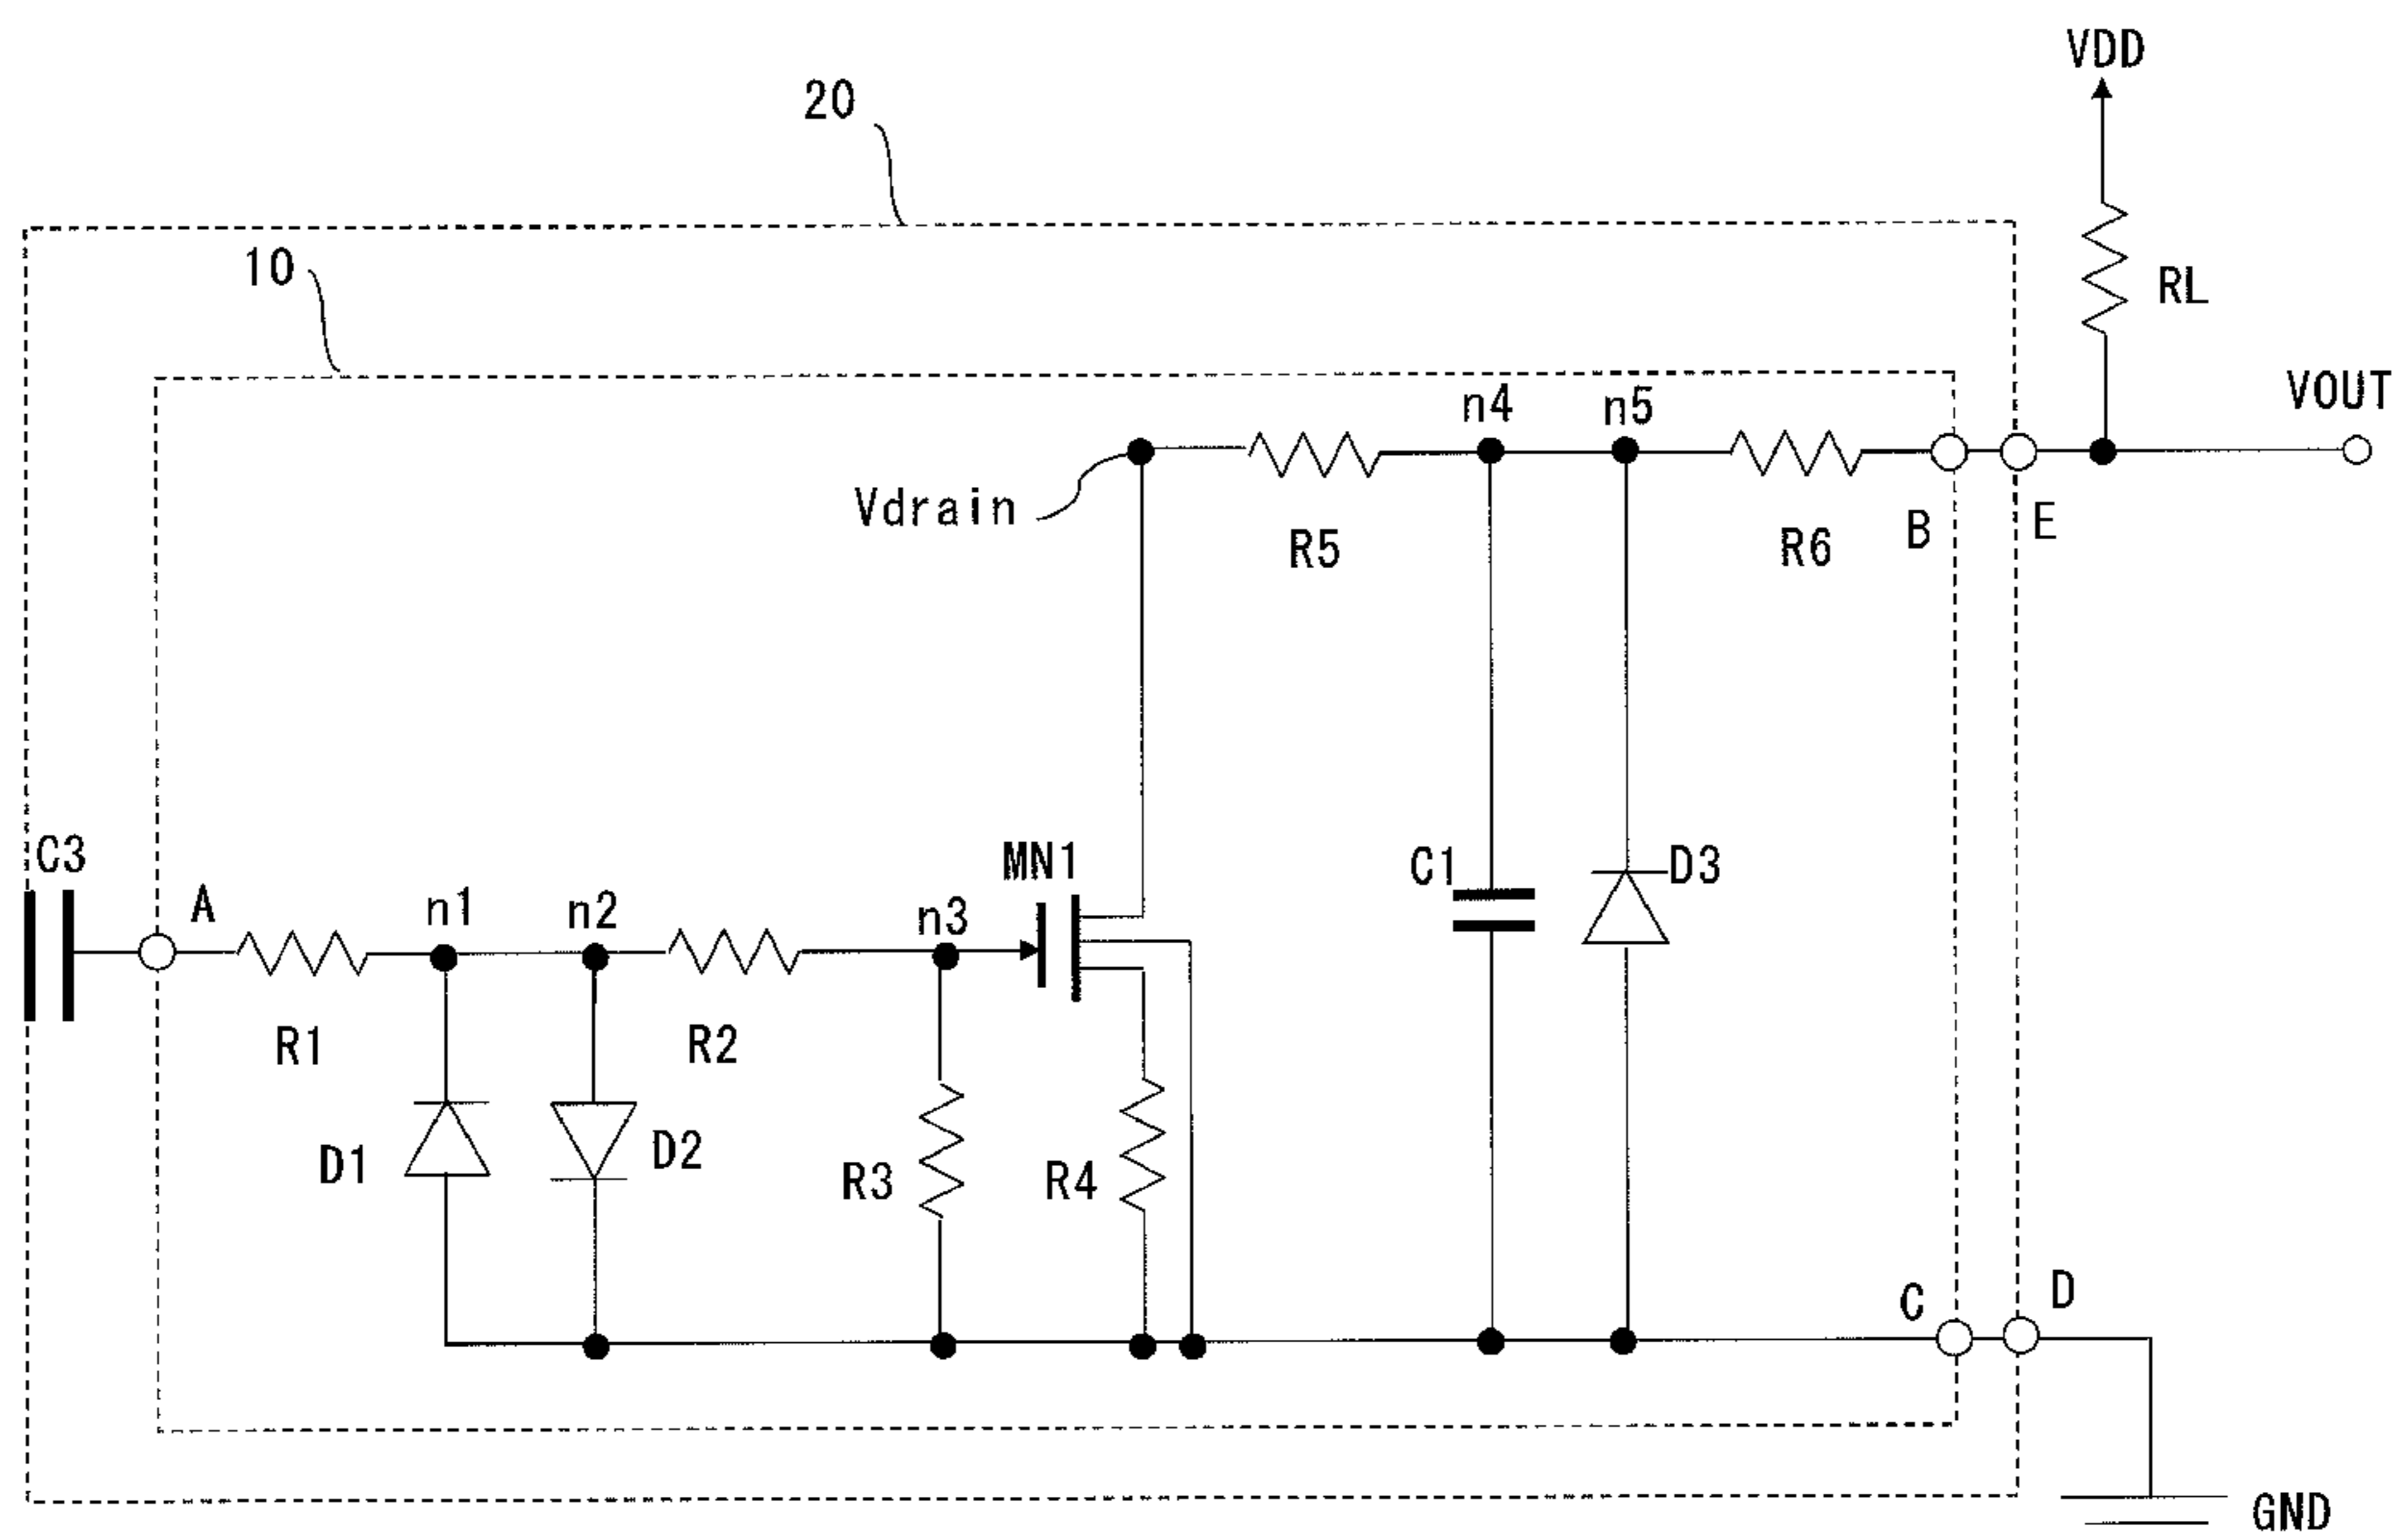 VDD
20
10
RL
n4
n5
VOUT
Vdrain
R5
R6
B
E
C3
A
n1
n2
n3
MN1
C1
D3
R1
R2
D1
D2
R3
R4
C
D
GND